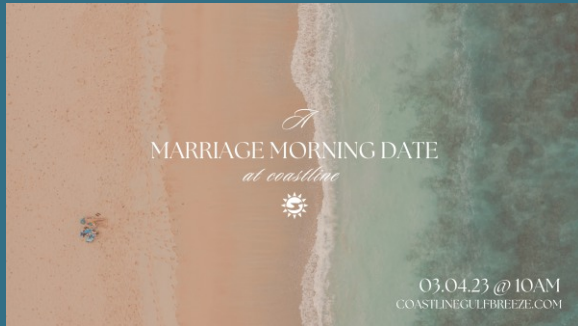 A
MARRIAGE MORNING DATE
at coastline
03.04.23 @ 10AM
COASTLINEGULFBREEZE.COM